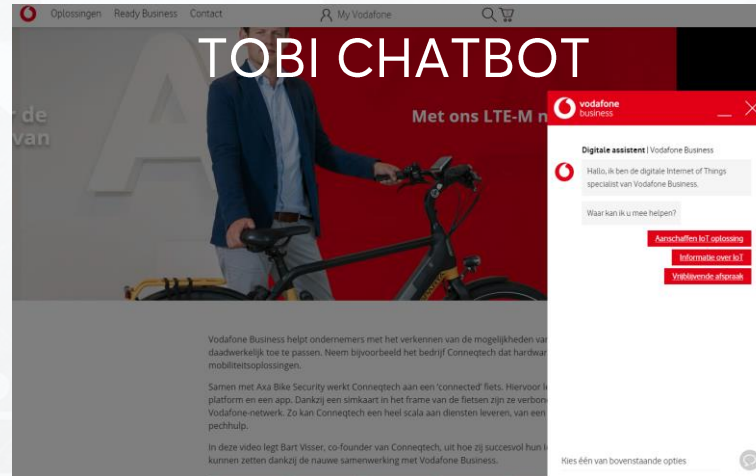 Oplossingen Ready Business Contact My Vodafone
TOBI CHATBOT
de
van
Met ons LTE-M
vodafone
business
Digitale assistent | Vodafone Business
Hallo, ik ben de digitale Internet of Things
specialist van Vodafone Business.
Waar kan ik u mee helpen?
Aanschaffen IoT oplossing
Informatie over IoT
Vrijblijvende afspraak
Kies één van bovenstaande opties
Vodafone Business helpt ondernemers met het verkennen van de mogelijkheden van
daadwerkelijk toe te passen. Neem bijvoorbeeld het bedrijf Conneqtech dat hardwar
mobiliteitsoplossingen.
Samen met Axa Bike Security werkt Conneqtech aan een 'connected' fiets. Hiervoor
platform en een app. Dankzij een simkaart in het frame van de fietsen zijn ze
Vodafone-netwerk. Zo kan Conneqtech een heel scala aan diensten leveren, van een
pechhulp.
In deze video legt Bart Visser, co-founder van Conneqtech, uit hoe zij succesvol hun
kunnen zetten dankzij de nauwe samenwerking met Vodafone Business.